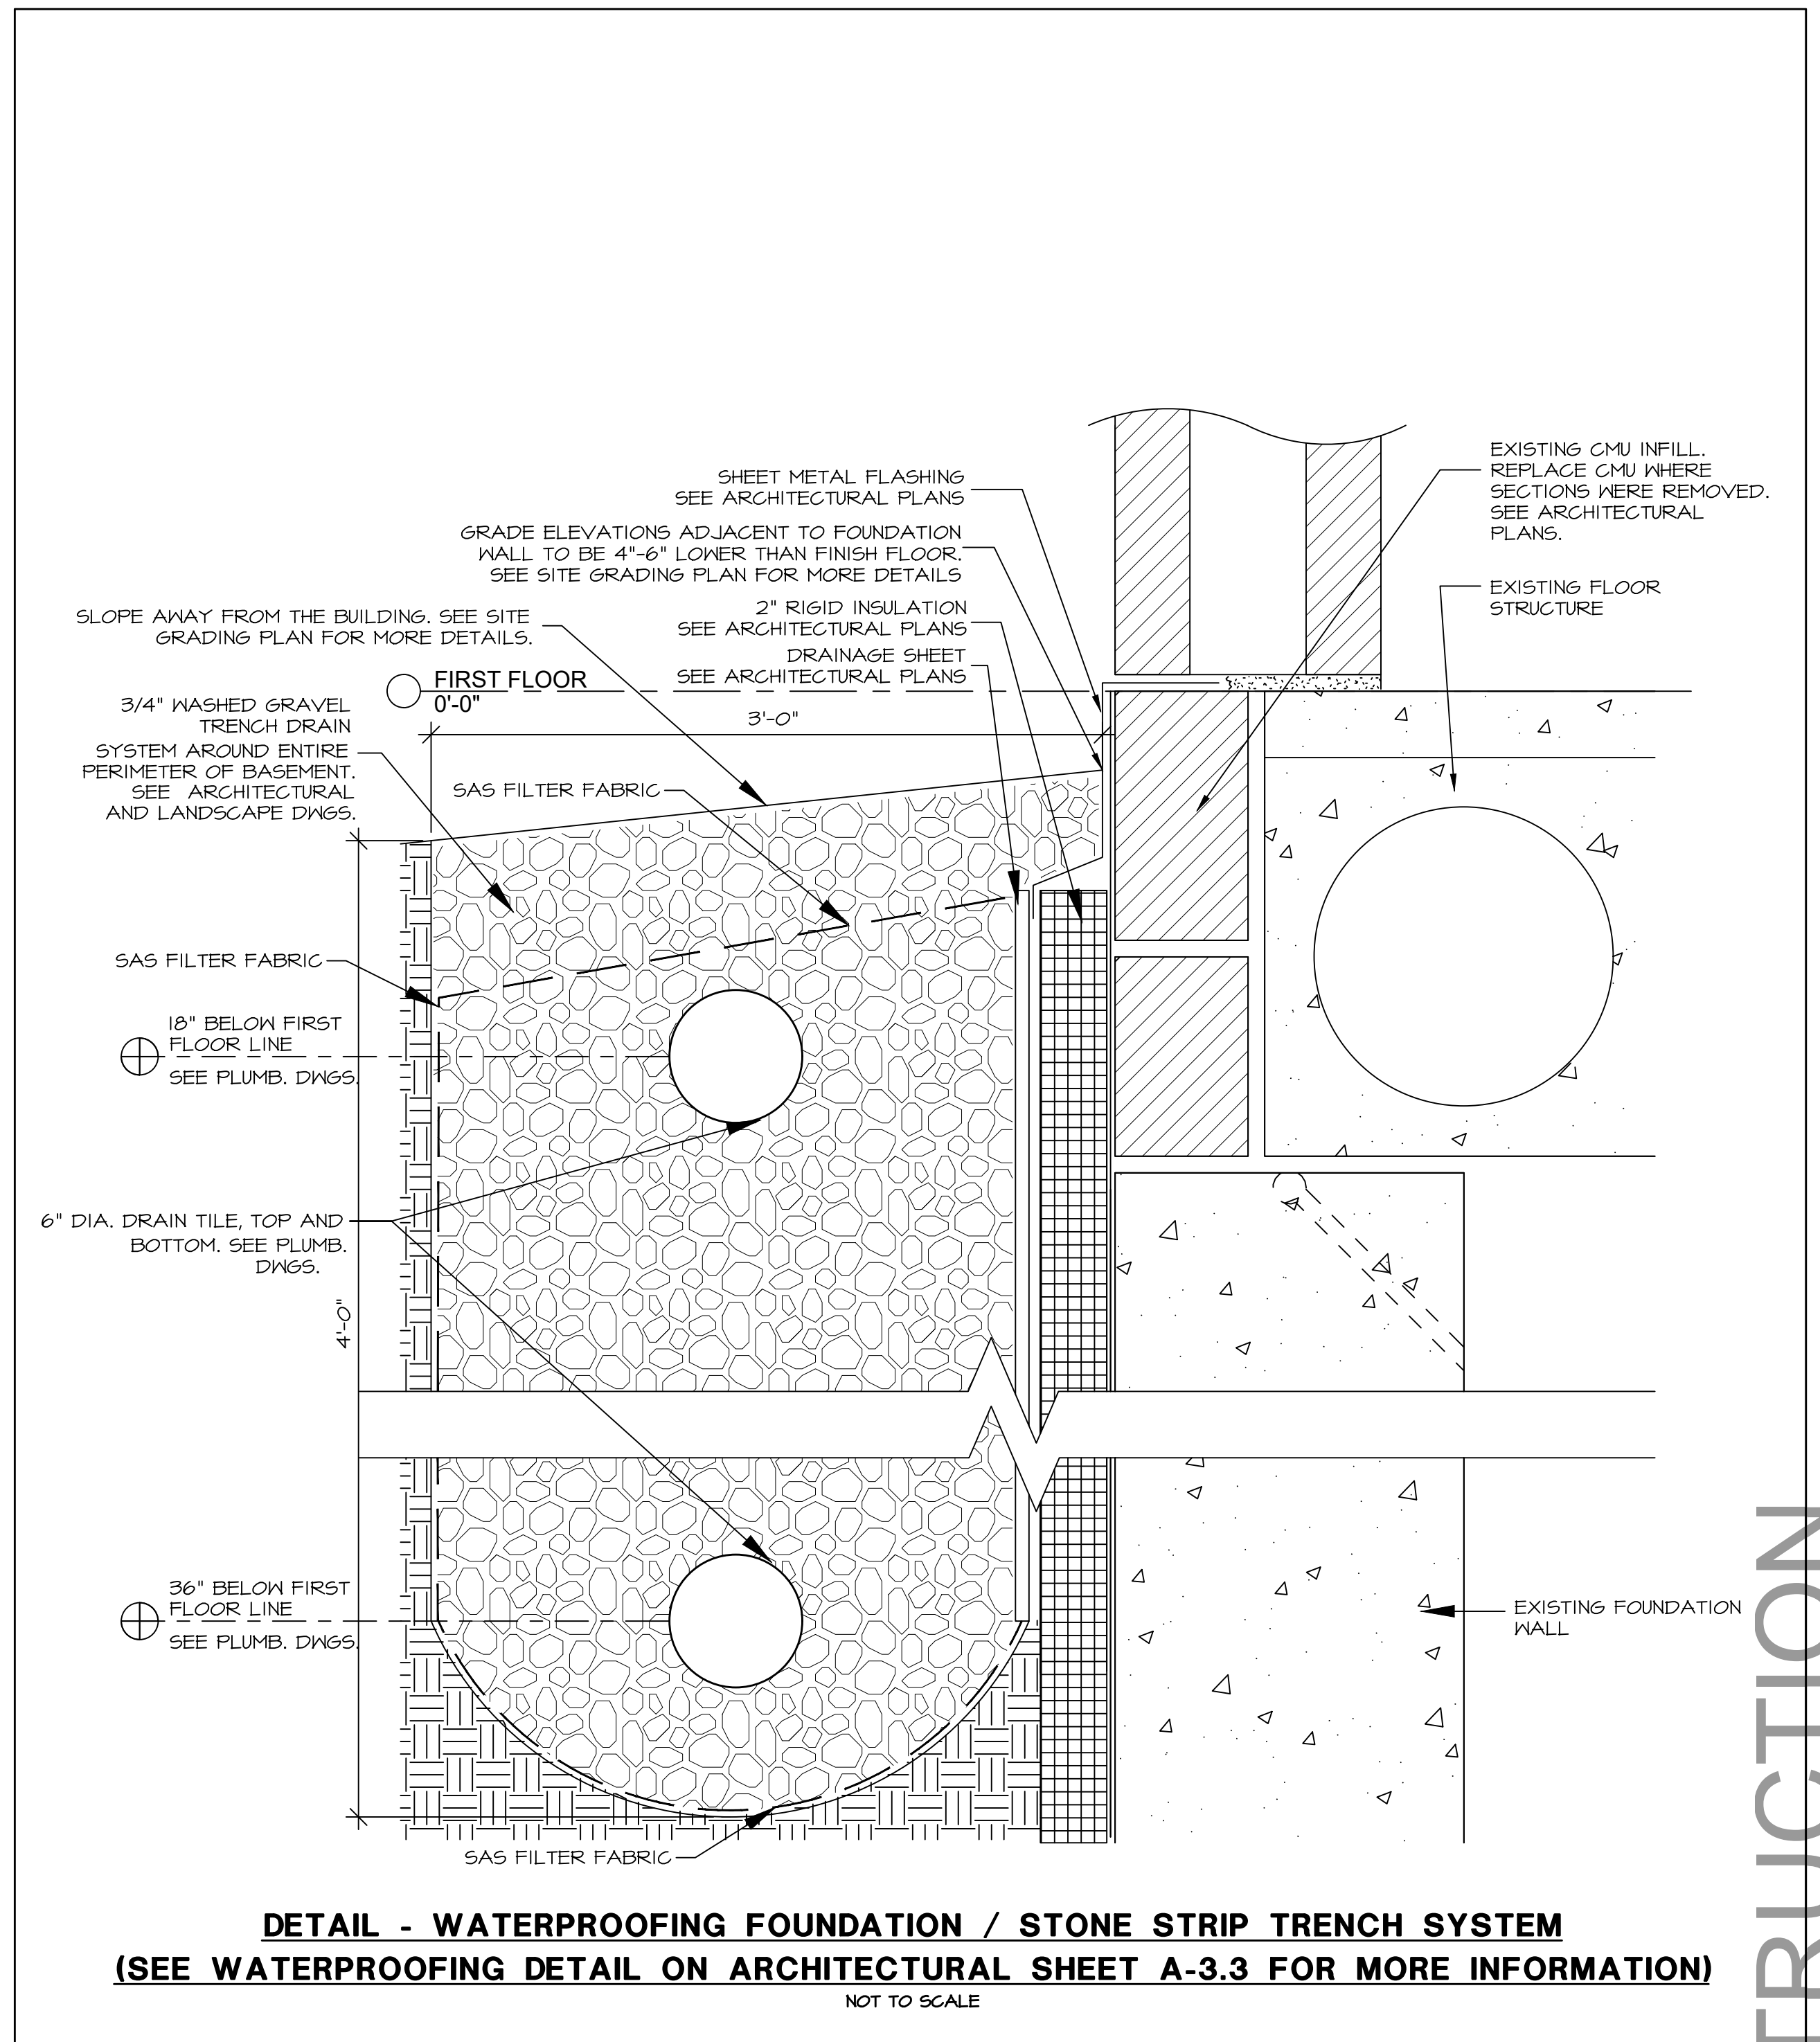 SHEET METAL FLASHING
SEE ARCHITECTURAL PLANS
GRADE ELEVATIONS ADJACENT TO FOUNDATION
WALL TO BE 4"-6" LOWER THAN FINISH FLOOR.
SEE SITE GRADING PLAN FOR MORE DETAILS
EXISTING CMU INFILL.
REPLACE CMU WHERE
SECTIONS WERE REMOVED.
SEE ARCHITECTURAL
PLANS.
EXISTING FLOOR
STRUCTURE
SLOPE AWAY FROM THE BUILDING. SEE SITE
GRADING PLAN FOR MORE DETAILS.
2" RIGID INSULATION
SEE ARCHITECTURAL PLANS
DRAINAGE SHEET
SEE ARCHITECTURAL PLANS
FIRST FLOOR
0'-0"
3'-0"
3/4" WASHED GRAVEL
TRENCH DRAIN
SYSTEM AROUND ENTIRE
PERIMETER OF BASEMENT.
SEE ARCHITECTURAL
AND LANDSCAPE DWGS.
SAS FILTER FABRIC
SAS FILTER FABRIC
18" BELOW FIRST
FLOOR LINE
SEE PLUMB. DWGS.
6" DIA. DRAIN TILE, TOP AND
BOTTOM. SEE PLUMB.
DWGS.
4'-0"
36" BELOW FIRST
FLOOR LINE
SEE PLUMB. DWGS.
EXISTING FOUNDATION
WALL
SAS FILTER FABRIC
DETAIL - WATERPROOFING FOUNDATION / STONE STRIP TRENCH SYSTEM
(SEE WATERPROOFING DETAIL ON ARCHITECTURAL SHEET A-3.3 FOR MORE INFORMATION)
NOT TO SCALE
TRUCTION